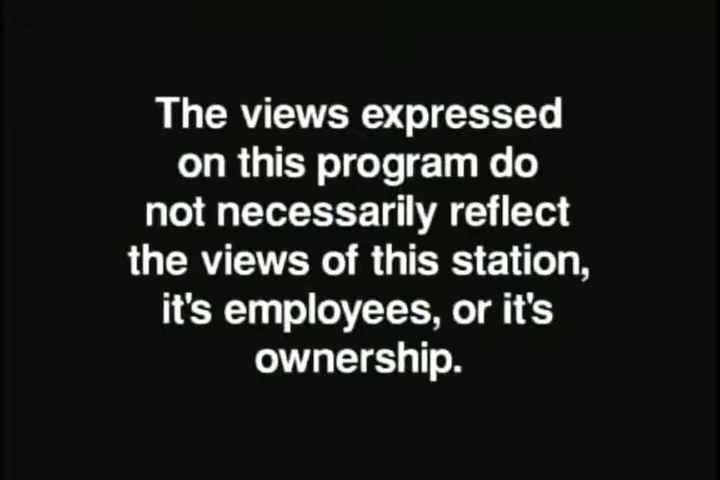 The views expressed
on this program do
not necessarily reflect
the views of this station,
it's employees, or it's
ownership.